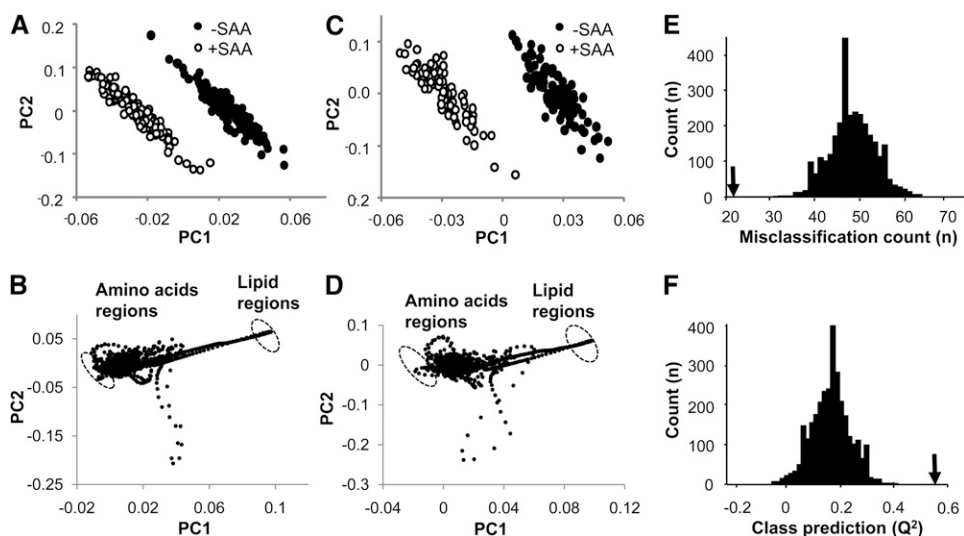 A
-SAA
+SAA
PC2
0.2
0.1
0
-0.1
0.2
-0.06
-0.02
0.02
0.06
PC1
C
-SAA
+SAA
PC2
0.1
0.0
-0.1
0.2
-0.06
-0.03
0
0.03
0.06
PC1
E
Count (n)
400
300
200
100
0
20
30
40
50
60
70
Misclassification count (n)
B
Amino acids
regions
Lipid
regions
PC2
0.05
-0.05
-0.15
-0.25
-0.02
0.02
0.06
0.1
PC1
D
Amino acids
regions
Lipid
regions
PC2
0.1
0
-0.1
-0.2
-0.3
-0.04
0
0.04
0.08
0.12
PC1
F
Count (n)
400
300
200
100
0
-0.2
0
0.2
0.4
0.6
Class prediction (Q²)